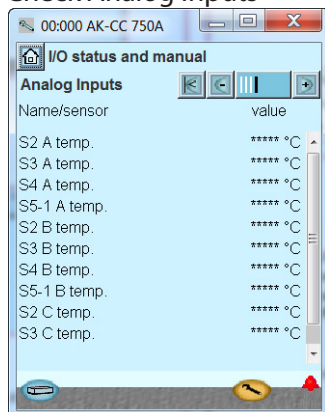 Check Analog Inputs
00:000 AK-CC 750A
I/O status and manual
Analog Inputs
Name/sensor value
S2 A temp. ***** °C
S3 A temp. ***** °C
S4 A temp. ***** °C
S5-1 A temp. ***** °C
S2 B temp. ***** °C
S3 B temp. ***** °C
S4 B temp. ***** °C
S5-1 B temp. ***** °C
S2 C temp. ***** °C
S3 C temp. ***** °C